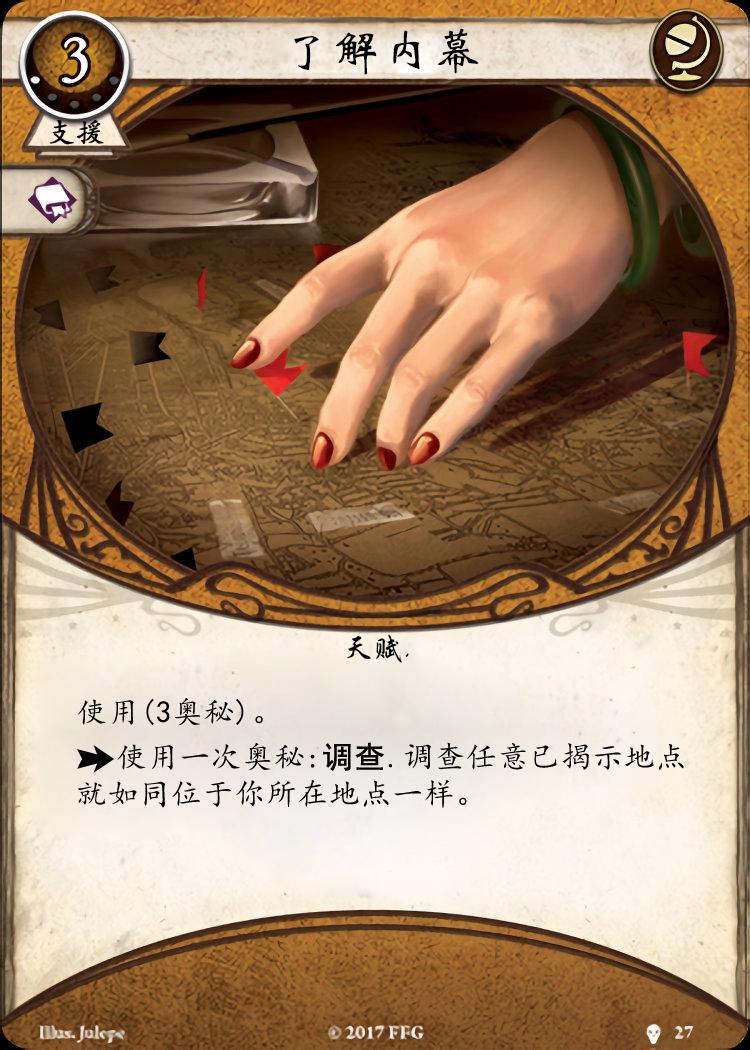 3
了解内幕
支援
天赋.
使用(3奥秘)。
使用一次奥秘:调查. 调查任意已揭示地点
就如同位于你所在地点一样。
Illus. Julepe
© 2017 FFG
27